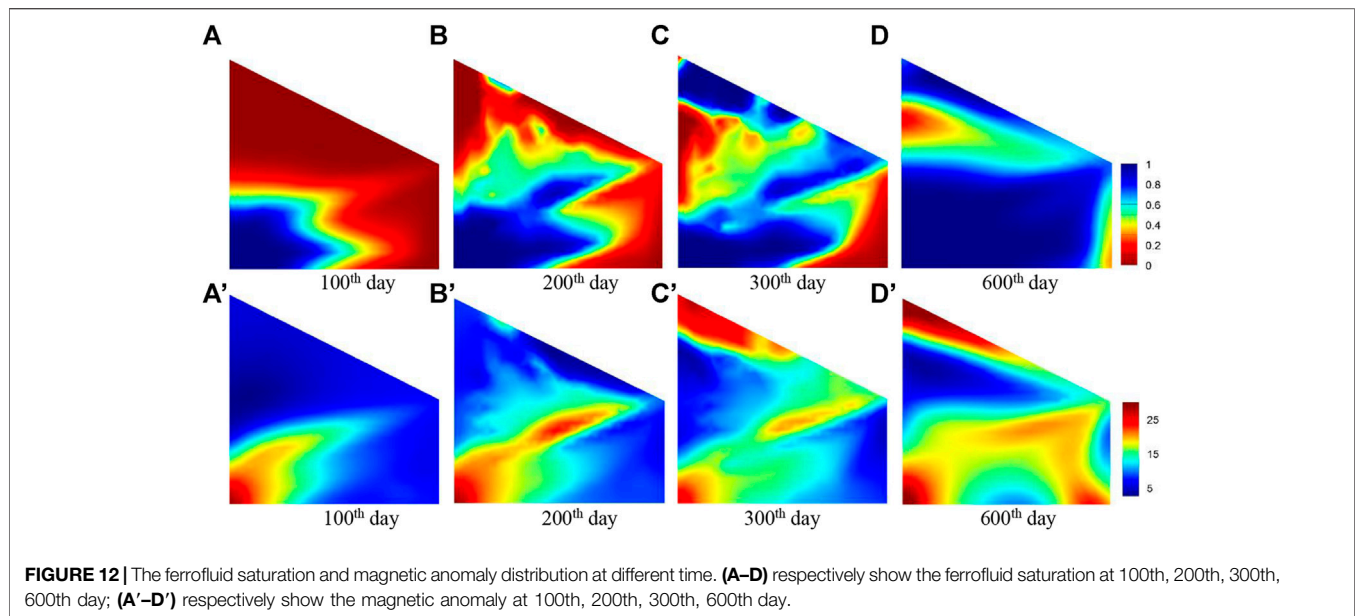 A B C D
1
0.8
0.6
0.4
0.2
0
100th day 200th day 300th day 600th day
A' B' C' D'
25
15
5
100th day 200th day 300th day 600th day
FIGURE 12 | The ferrofluid saturation and magnetic anomaly distribution at different time. (A–D) respectively show the ferrofluid saturation at 100th, 200th, 300th,
600th day; (A′–D′) respectively show the magnetic anomaly at 100th, 200th, 300th, 600th day.